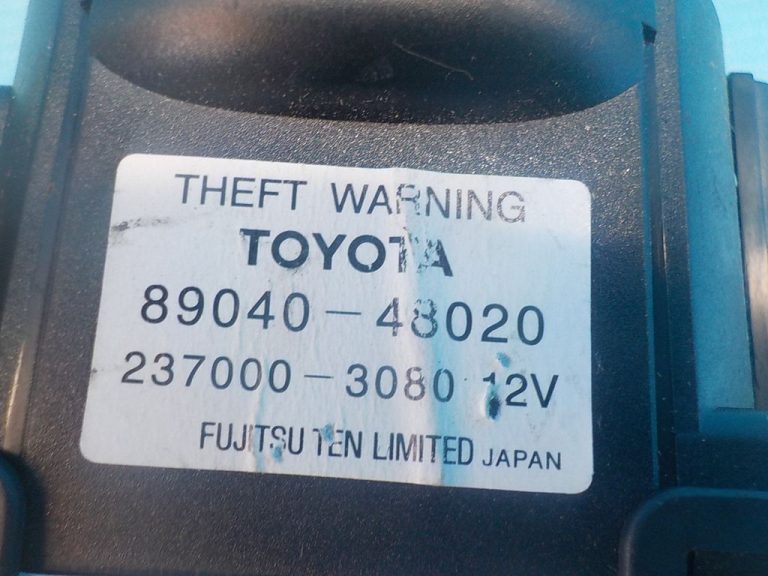 THEFT WARNING
TOYOTA
89040-48020
237000-3080 12V
FUJITSU TEN LIMITED JAPAN